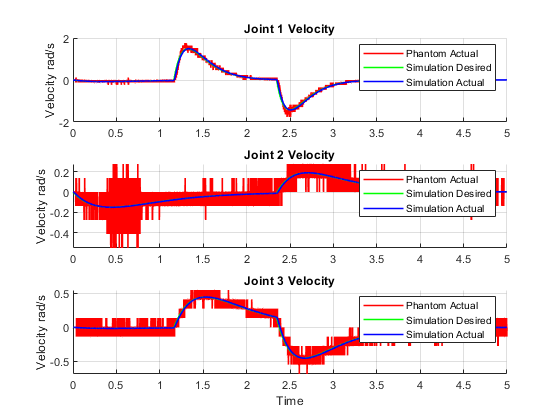 Joint 1 Velocity
2
0
-2
Velocity rad/s
Phantom Actual
Simulation Desired
Simulation Actual
0 0.5 1 1.5 2 2.5 3 3.5 4 4.5 5
Joint 2 Velocity
0.2
0
-0.2
-0.4
Velocity rad/s
Phantom Actual
Simulation Desired
Simulation Actual
0 0.5 1 1.5 2 2.5 3 3.5 4 4.5 5
Joint 3 Velocity
0.5
0
-0.5
Velocity rad/s
Phantom Actual
Simulation Desired
Simulation Actual
0 0.5 1 1.5 2 2.5 3 3.5 4 4.5 5
Time